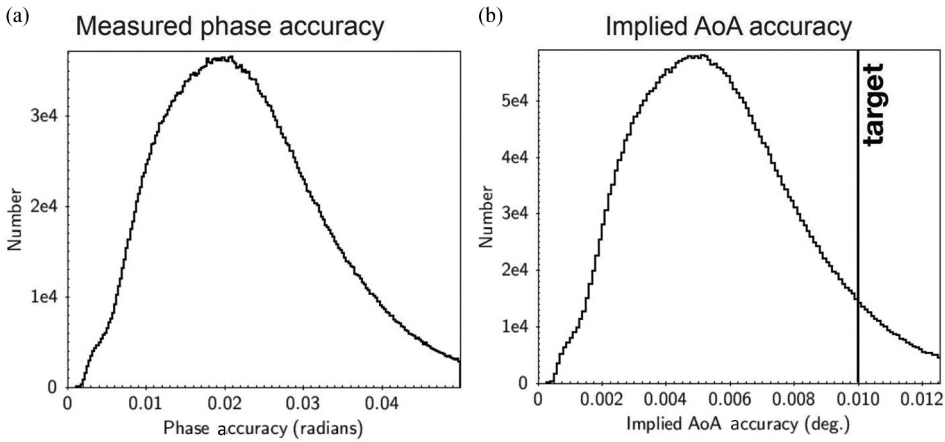 (a)
Measured phase accuracy
3e4
2e4
1e4
0
Number
0 0.01 0.02 0.03 0.04
Phase accuracy (radians)
(b)
Implied AoA accuracy
target
5e4
4e4
3e4
2e4
1e4
0
Number
0 0.002 0.004 0.006 0.008 0.010 0.012
Implied AoA accuracy (deg.)